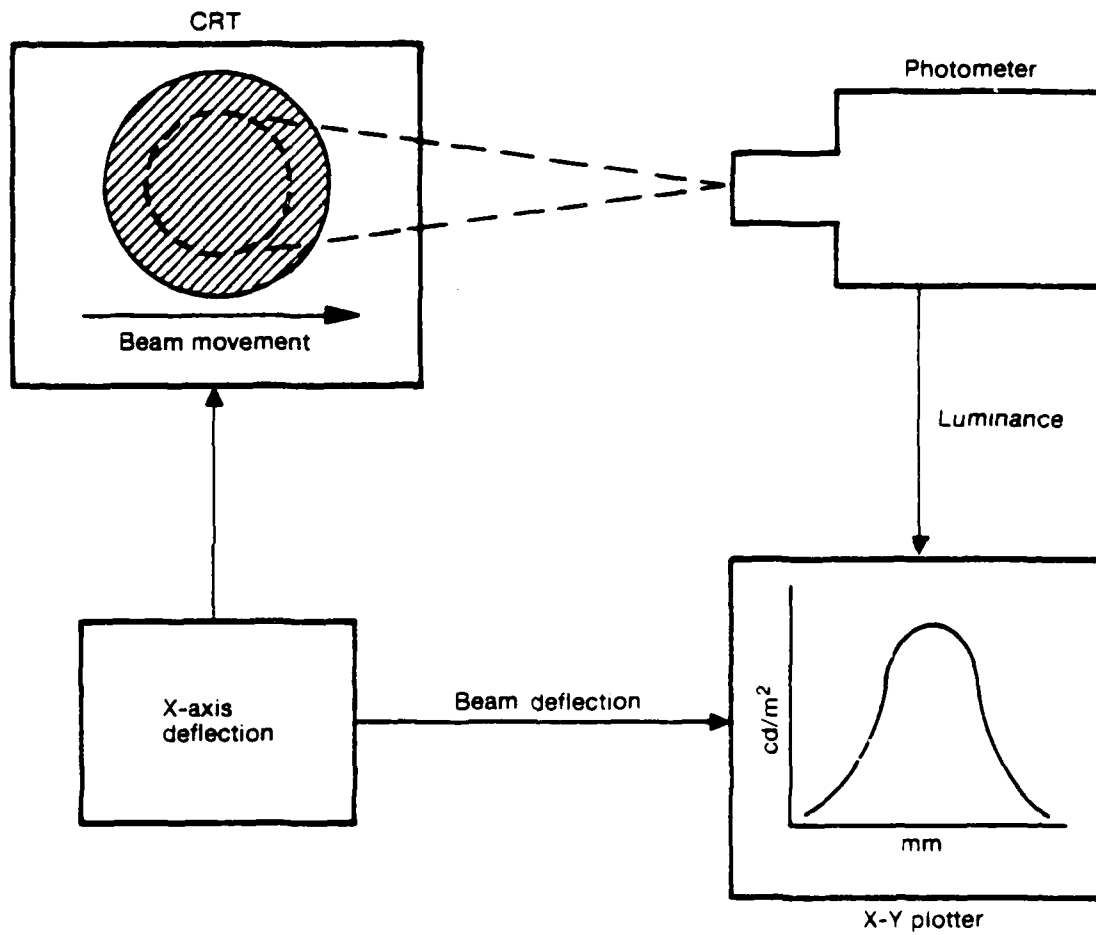 CRT
Photometer
Beam movement
Luminance
X-axis
deflection
Beam deflection
cd/m²
mm
X-Y plotter